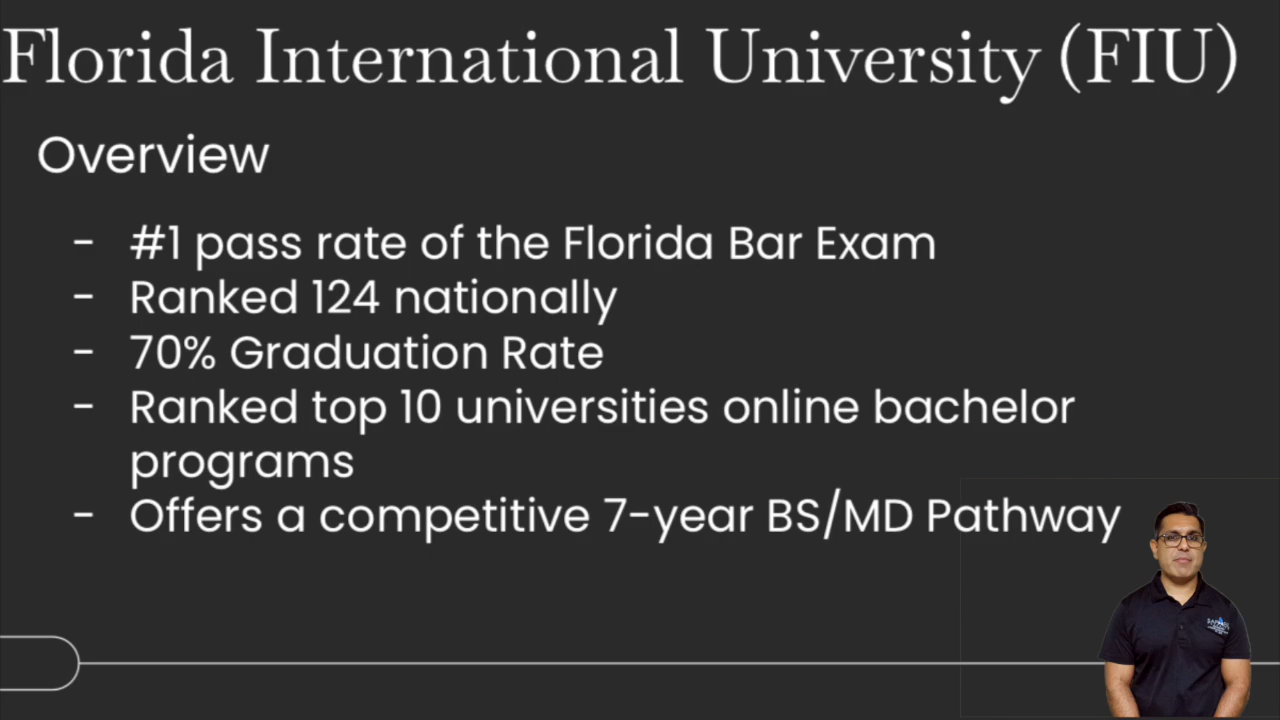 Florida International University (FIU)
Overview
- #1 pass rate of the Florida Bar Exam
- Ranked 124 nationally
- 70% Graduation Rate
- Ranked top 10 universities online bachelor
programs
- Offers a competitive 7-year BS/MD Pathway